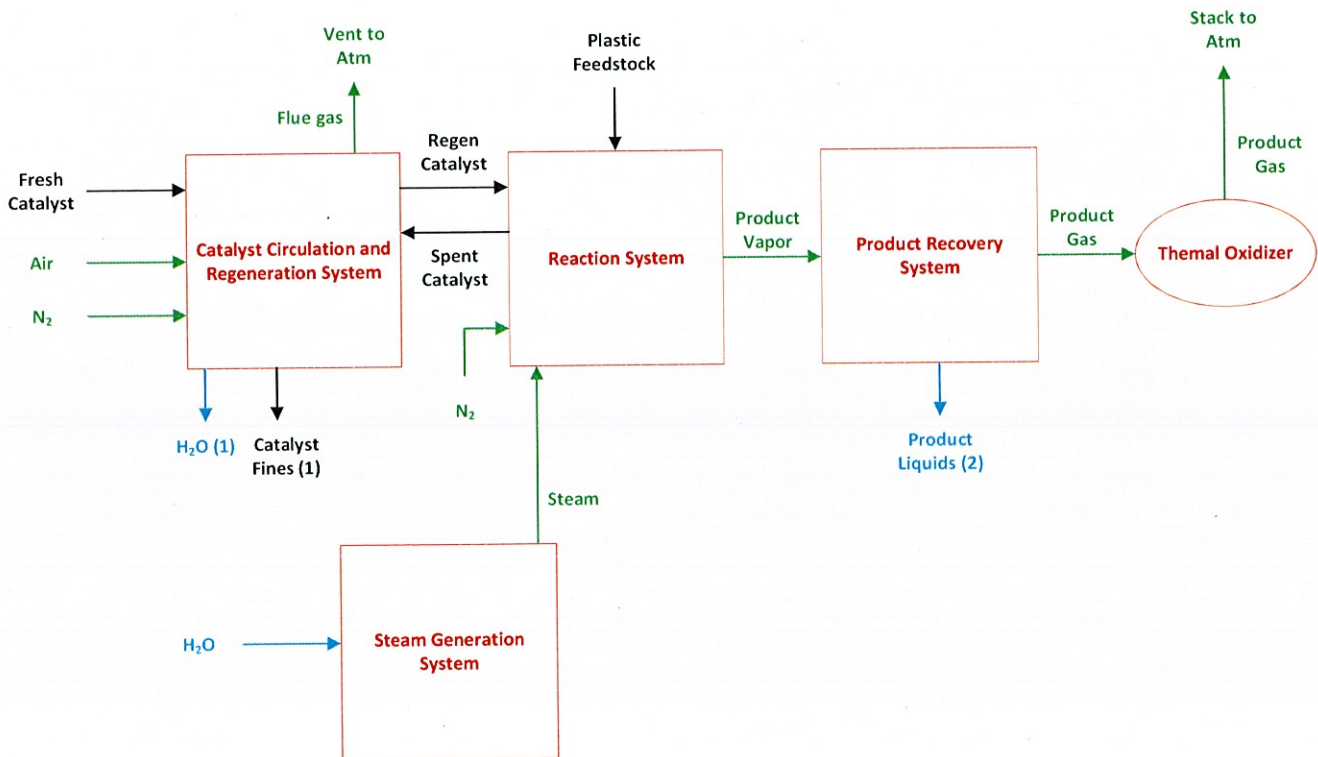 Vent to
Atm
Flue gas
Plastic
Feedstock
Stack to
Atm
Product
Gas
Fresh
Catalyst
Air
N₂
Catalyst Circulation and
Regeneration System
Regen
Catalyst
Spent
Catalyst
Reaction System
Product
Vapor
Product Recovery
System
Product
Gas
Themal Oxidizer
N₂
H₂O (1)
Catalyst
Fines (1)
Product
Liquids (2)
Steam
H₂O
Steam Generation
System